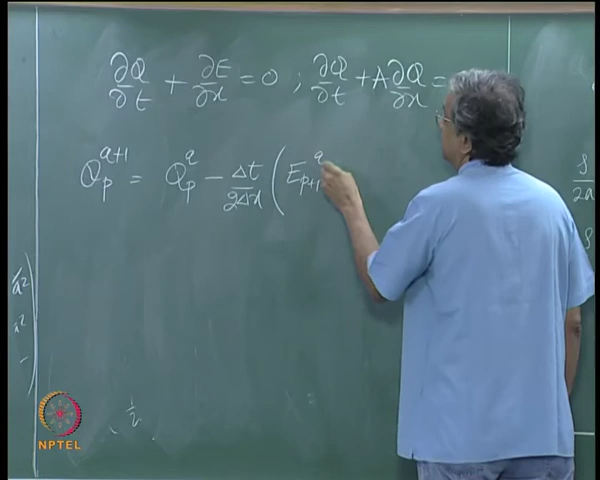 ∂Q/∂t + ∂E/∂x = 0 ; ∂Q/∂t + A ∂Q/∂x =
Q_p^{q+1} = Q_p^q − Δt/2Δx ( E_{p+1}^q
NPTEL